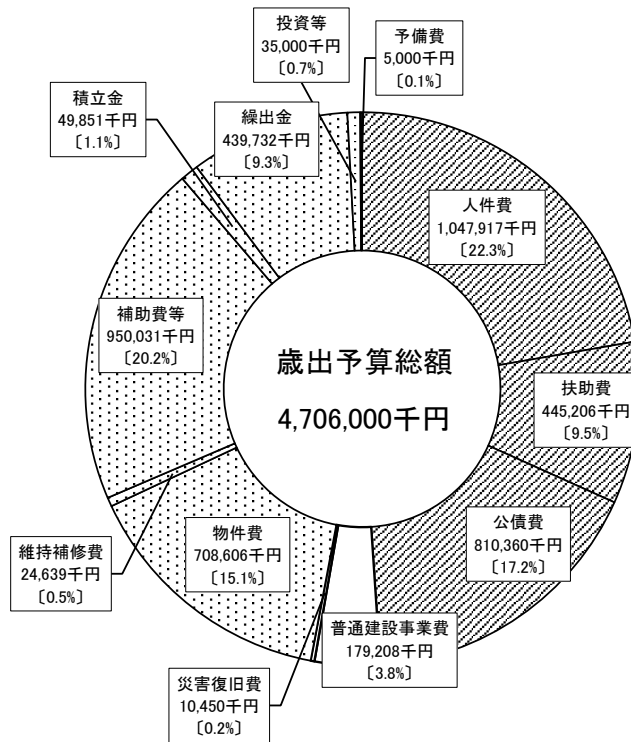 投資等
35,000千円
〔0.7%〕
予備費
5,000千円
〔0.1%〕
積立金
49,851千円
〔1.1%〕
繰出金
439,732千円
〔9.3%〕
人件費
1,047,917千円
〔22.3%〕
補助費等
950,031千円
〔20.2%〕
歳出予算総額
4,706,000千円
扶助費
445,206千円
〔9.5%〕
公債費
810,360千円
〔17.2%〕
物件費
708,606千円
〔15.1%〕
維持補修費
24,639千円
〔0.5%〕
普通建設事業費
179,208千円
〔3.8%〕
災害復旧費
10,450千円
〔0.2%〕